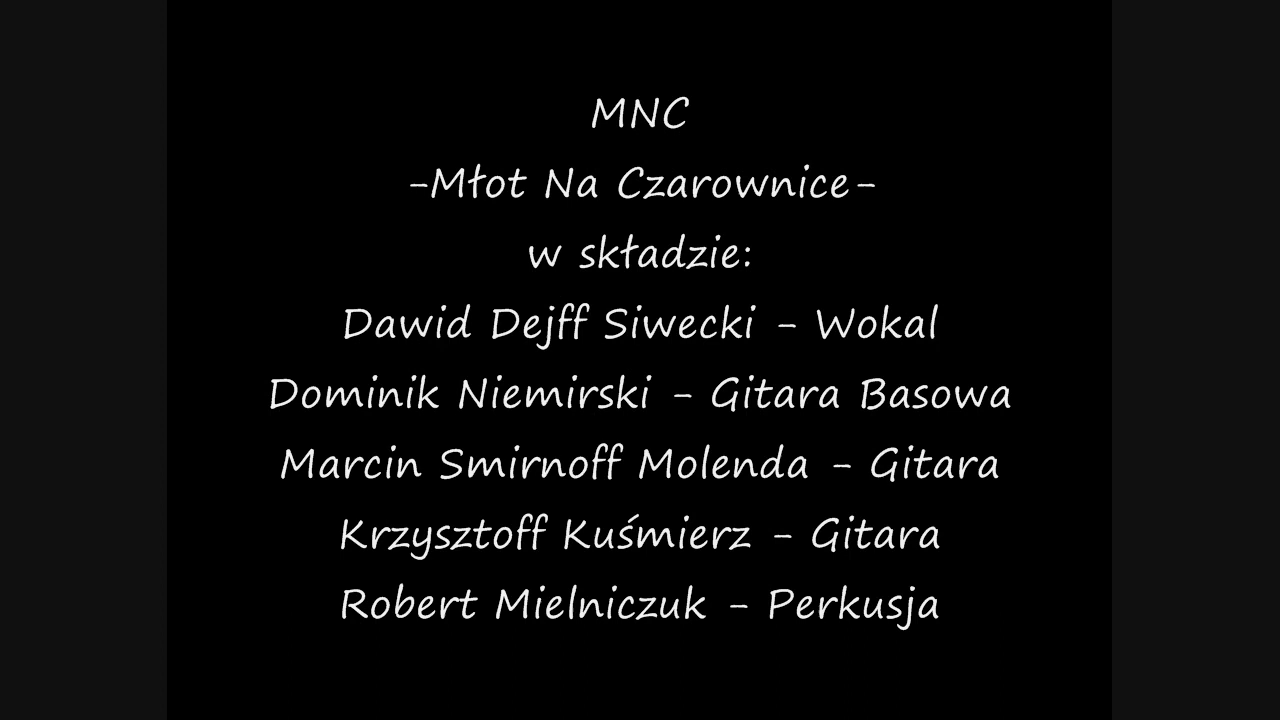 MNC
-Młot Na Czarownice-
w składzie:
Dawid Dejff Siwecki - Wokal
Dominik Niemirski - Gitara Basowa
Marcin Smirnoff Molenda - Gitara
Krzysztoff Kuśmierz - Gitara
Robert Mielniczuk - Perkusja